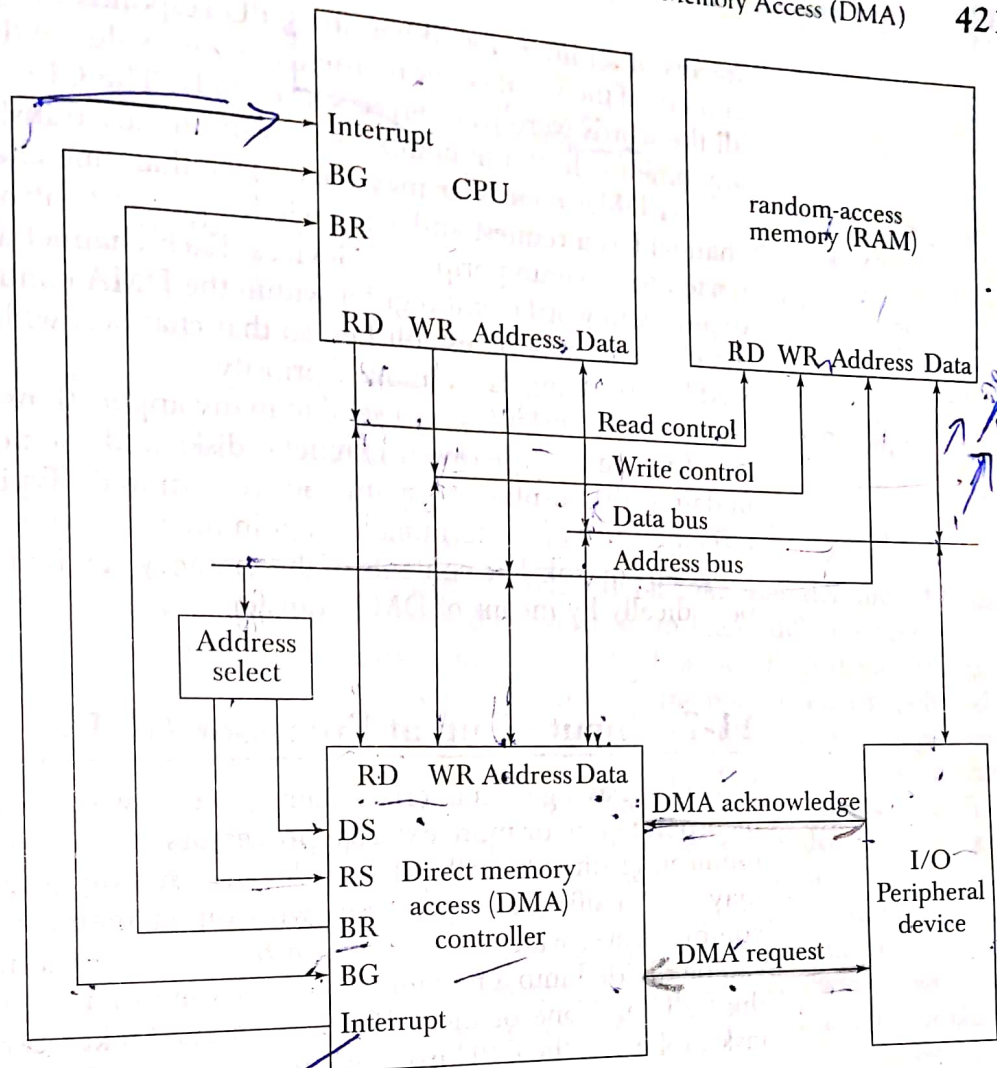 Access (DMA) 42
Interrupt
BG
CPU
BR
RD WR Address Data
random-access
memory (RAM)
RD WR Address Data
Read control
Write control
Data bus
Address bus
Address
select
RD WR Address Data
DS
RS
Direct memory
access (DMA)
controller
BR
BG
Interrupt
DMA acknowledge
DMA request
I/O
Peripheral
device